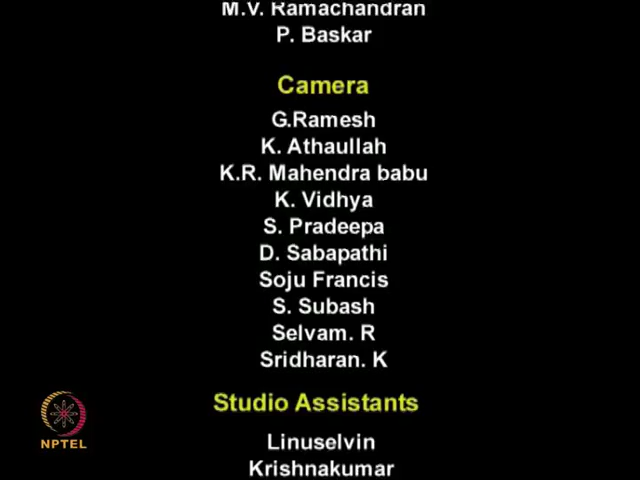 M.V. Ramachandran
P. Baskar
Camera
G.Ramesh
K. Athaullah
K.R. Mahendra babu
K. Vidhya
S. Pradeepa
D. Sabapathi
Soju Francis
S. Subash
Selvam. R
Sridharan. K
Studio Assistants
Linuselvin
Krishnakumar
NPTEL